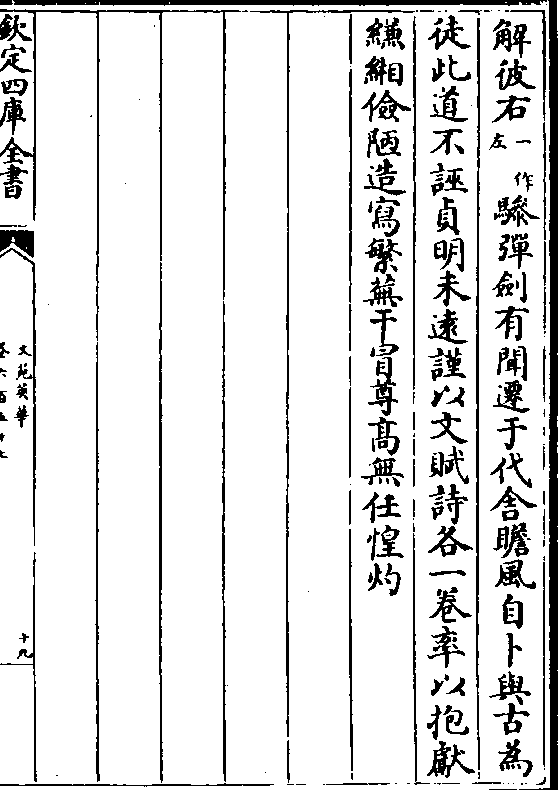 解彼右一作左驂彈劍有聞遷于代舍瞻風自卜與古為
徒此道不誣貞明未遠謹以文賦詩各一卷率以抱獻
縑緗儉陋造寫繁蕪干冒尊高無任惶灼
欽定四庫全書
文苑英華
卷六百五十
十九